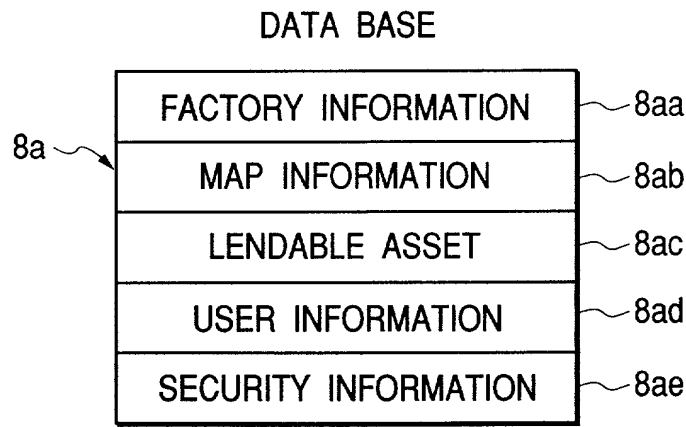 DATA BASE
FACTORY INFORMATION 8aa
8a
MAP INFORMATION 8ab
LENDABLE ASSET 8ac
USER INFORMATION 8ad
SECURITY INFORMATION 8ae